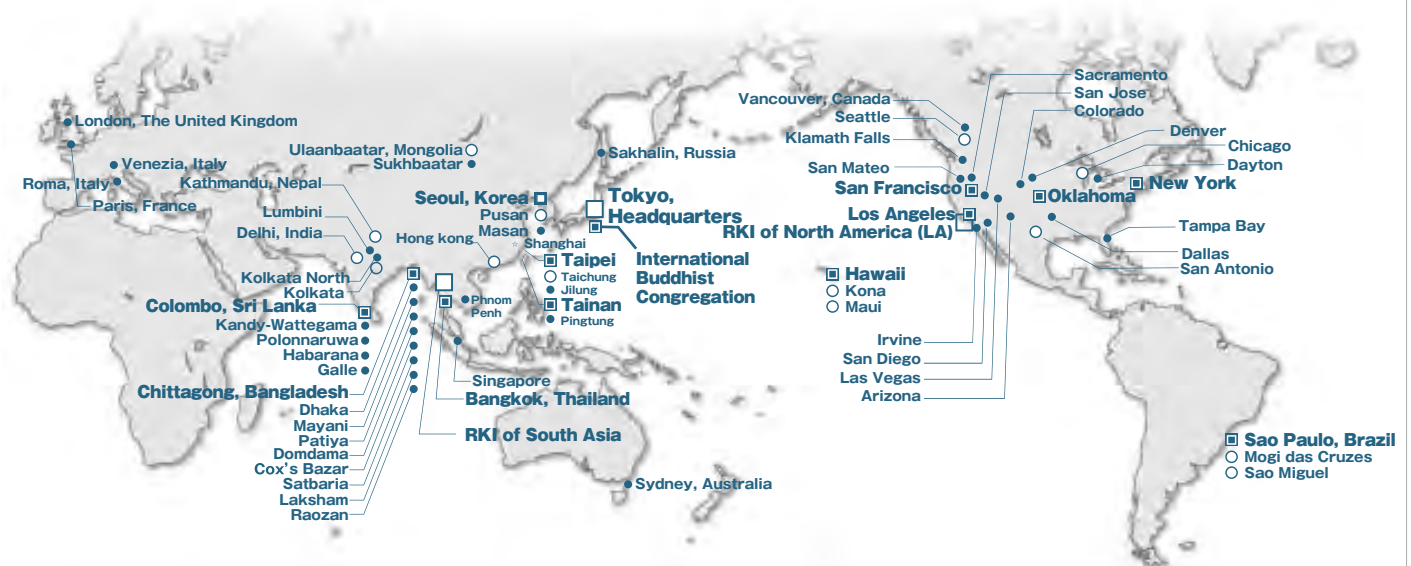 London, The United Kingdom
Venezia, Italy
Roma, Italy
Paris, France
Ulaanbaatar, Mongolia
Sukhbaatar
Kathmandu, Nepal
Lumbini
Delhi, India
Kolkata North
Kolkata
Colombo, Sri Lanka
Kandy-Wattegama
Polonnaruwa
Habarana
Galle
Chittagong, Bangladesh
Dhaka
Mayani
Patiya
Domdama
Cox's Bazar
Satbaria
Laksham
Raozan
Sakhalin, Russia
Seoul, Korea
Pusan
Masan
Tokyo,
Headquarters
International
Buddhist
Congregation
Hong kong
Shanghai
Taipei
Taichung
Jilung
Tainan
Pingtung
Phnom
Penh
Singapore
Bangkok, Thailand
RKI of South Asia
Sydney, Australia
Vancouver, Canada
Seattle
Klamath Falls
San Mateo
San Francisco
Los Angeles
RKI of North America (LA)
Hawaii
Kona
Maui
Irvine
San Diego
Las Vegas
Arizona
Sacramento
San Jose
Colorado
Denver
Chicago
Dayton
New York
Oklahoma
Tampa Bay
Dallas
San Antonio
Sao Paulo, Brazil
Mogi das Cruzes
Sao Miguel